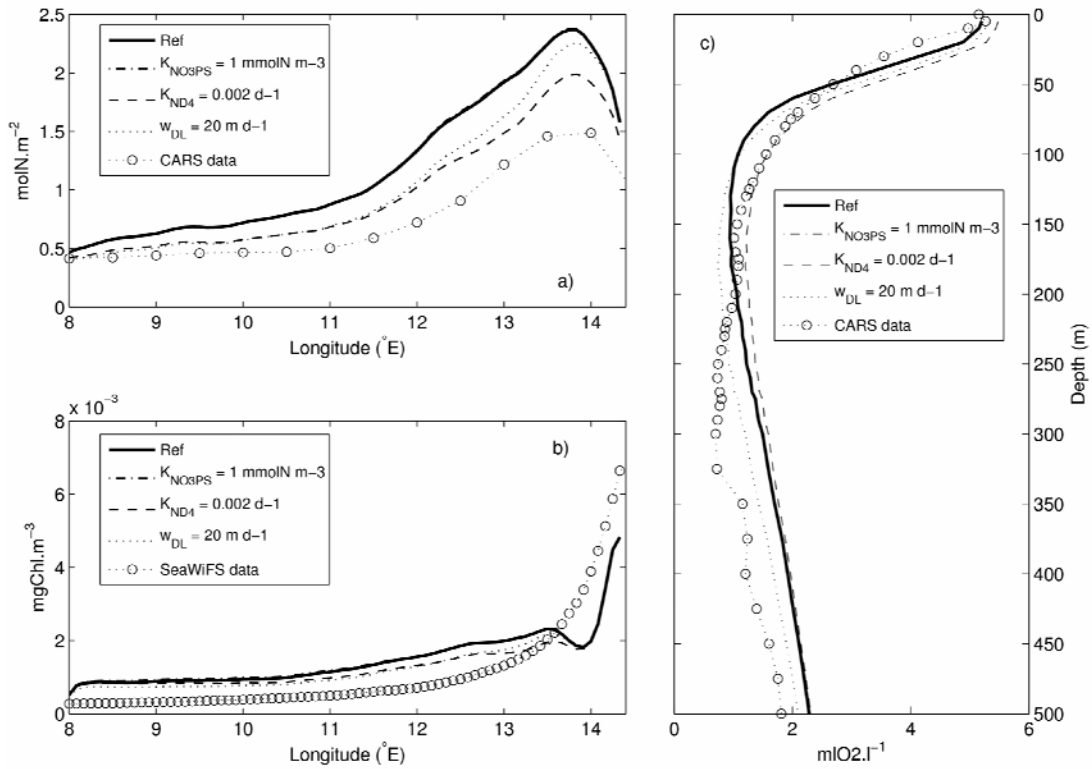 a)
Ref
K_NO3PS = 1 mmolN m−3
K_ND4 = 0.002 d−1
w_DL = 20 m d−1
CARS data
molN.m⁻²
2.5
2
1.5
1
0.5
0
8 9 10 11 12 13 14
Longitude (°E)
b)
× 10⁻³
Ref
K_NO3PS = 1 mmolN m−3
K_ND4 = 0.002 d−1
w_DL = 20 m d−1
SeaWiFS data
mgChl.m⁻³
8
6
4
2
0
8 9 10 11 12 13 14
Longitude (°E)
c)
Ref
K_NO3PS = 1 mmolN m−3
K_ND4 = 0.002 d−1
w_DL = 20 m d−1
CARS data
0
50
100
150
200
250
300
350
400
450
500
Depth (m)
0 2 4 6
mlO2.l⁻¹